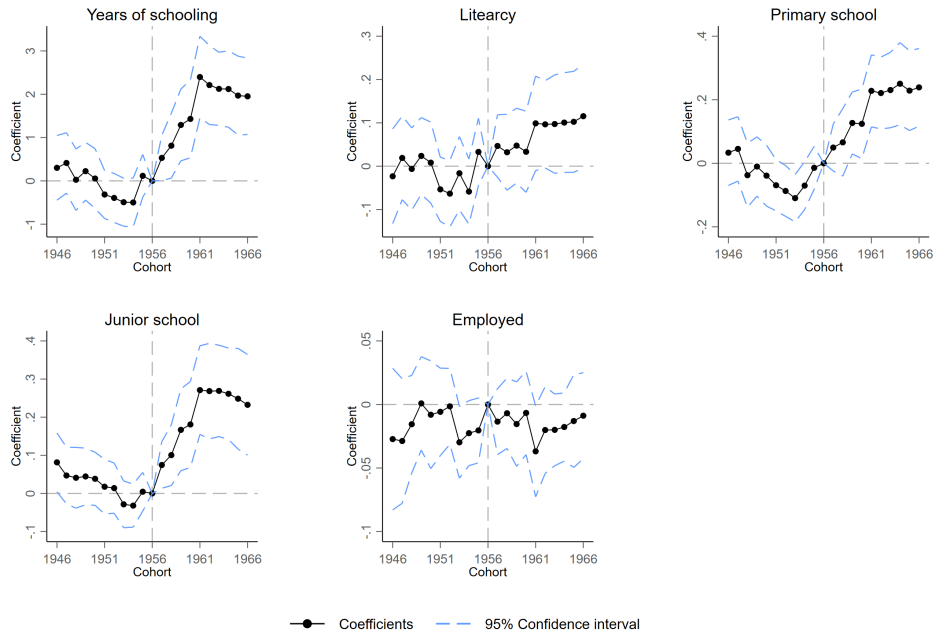 Years of schooling
Coefficient
3
2
1
0
-1
1946 1951 1956 1961 1966
Cohort
Litearcy
Coefficient
.3
.2
.1
0
-.1
1946 1951 1956 1961 1966
Cohort
Primary school
Coefficient
.4
.2
0
-.2
1946 1951 1956 1961 1966
Cohort
Junior school
Coefficient
.4
.3
.2
.1
0
-.1
1946 1951 1956 1961 1966
Cohort
Employed
Coefficient
.05
0
-.05
-.1
1946 1951 1956 1961 1966
Cohort
Coefficients 95% Confidence interval